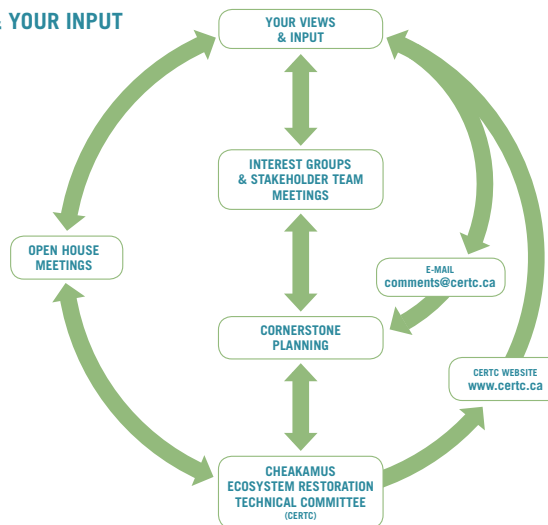 & YOUR INPUT
YOUR VIEWS
& INPUT
INTEREST GROUPS
& STAKEHOLDER TEAM
MEETINGS
OPEN HOUSE
MEETINGS
E-MAIL
comments@certc.ca
CORNERSTONE
PLANNING
CERTC WEBSITE
www.certc.ca
CHEAKAMUS
ECOSYSTEM RESTORATION
TECHNICAL COMMITTEE
(CERTC)